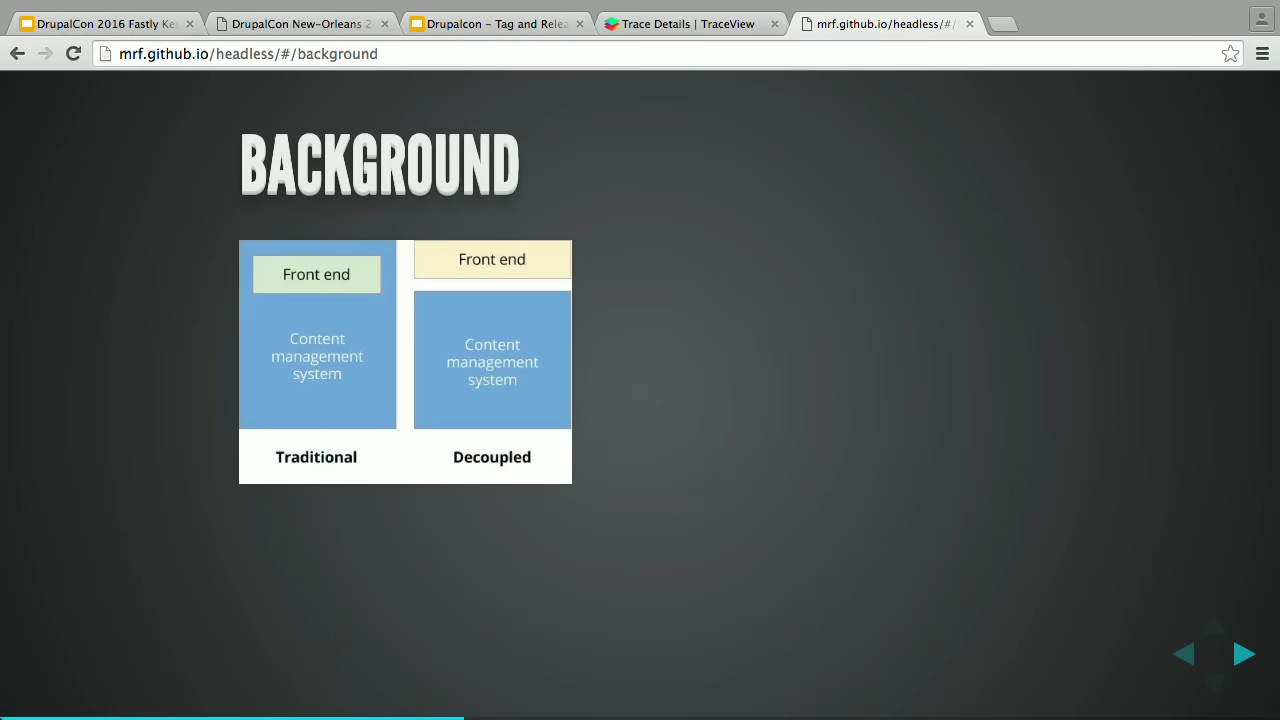 DrupalCon 2016 Fastly Ke
DrupalCon New-Orleans 2
Drupalcon - Tag and Relea
Trace Details | TraceView
mrf.github.io/headless/#/
mrf.github.io/headless/#/background
BACKGROUND
Front end
Content
management
system
Traditional
Front end
Content
management
system
Decoupled